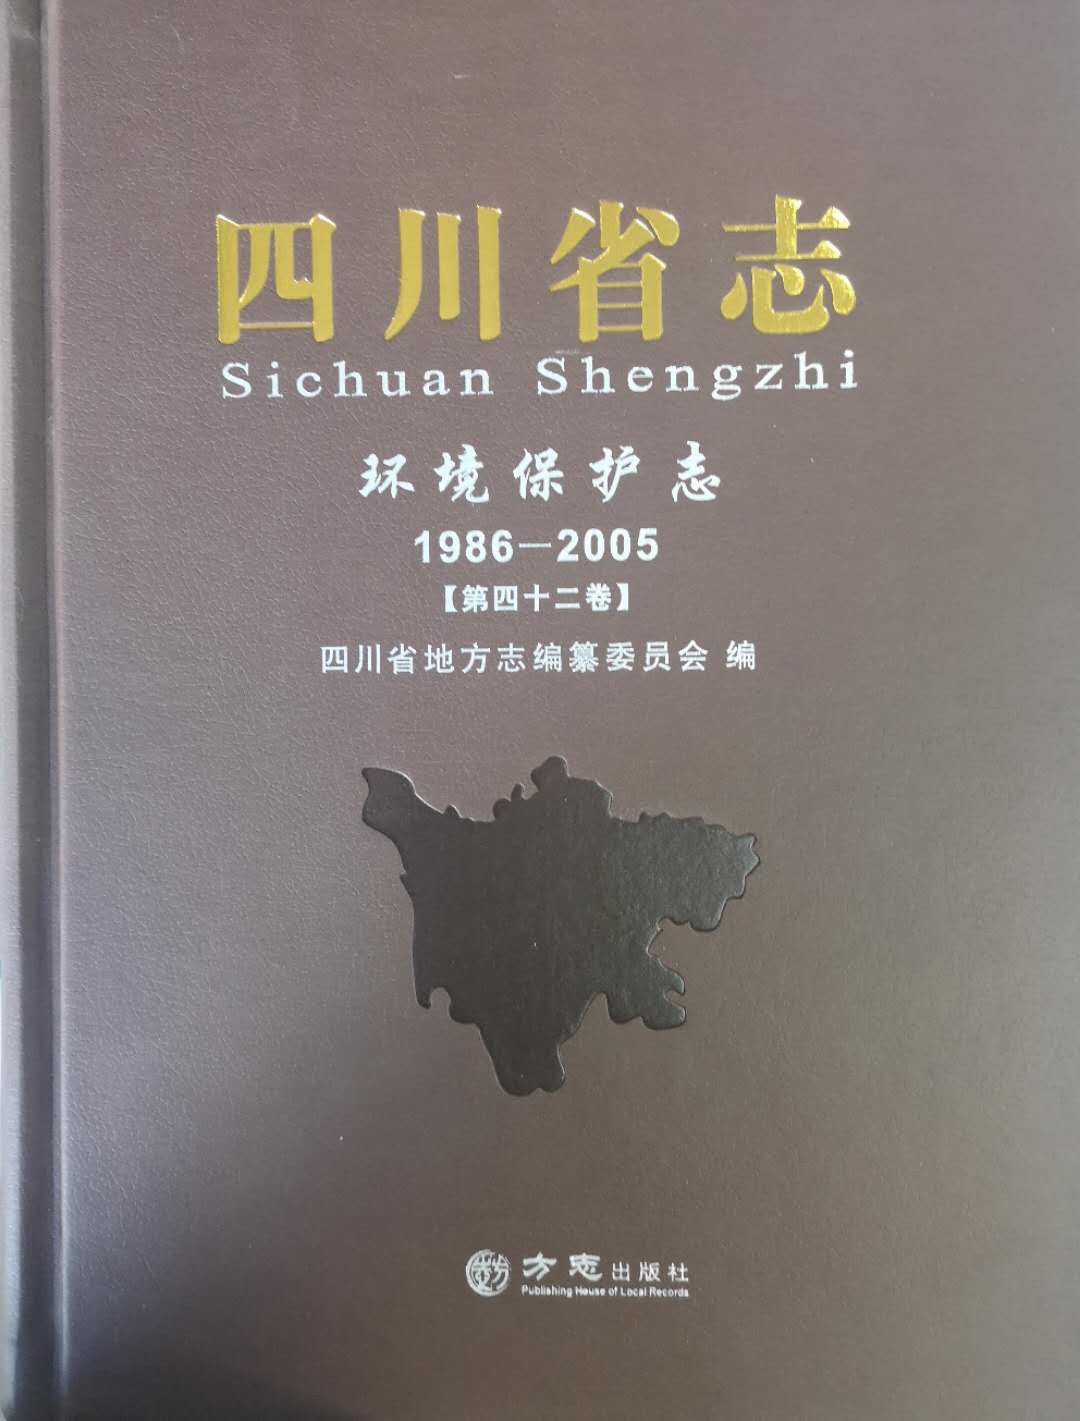 四川省志
Sichuan Shengzhi
环境保护志
1986—2005
【第四十二卷】
四川省地方志编纂委员会 编
方志出版社
Publishing House of Local Records